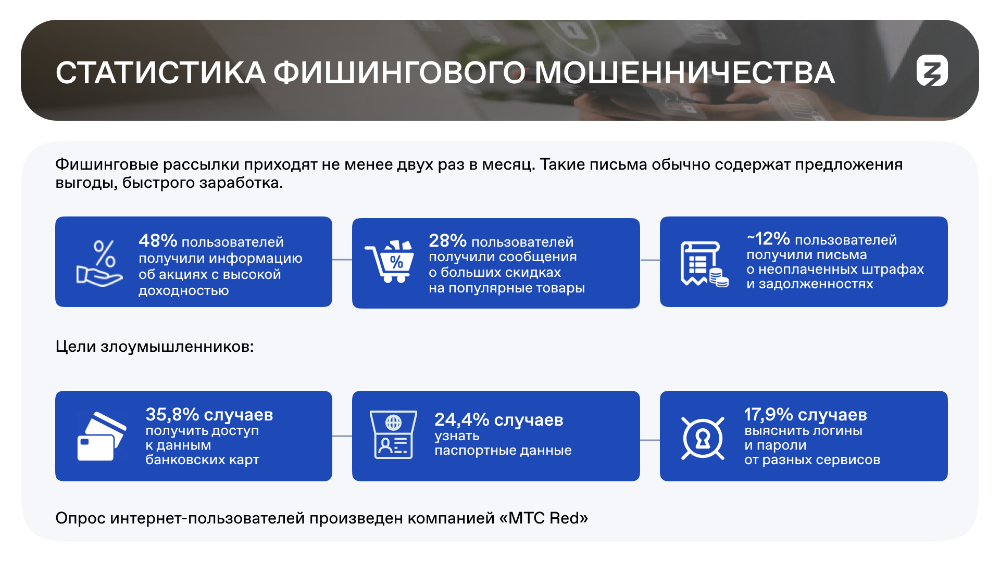 СТАТИСТИКА ФИШИНГОВОГО МОШЕННИЧЕСТВА
Фишинговые рассылки приходят не менее двух раз в месяц. Такие письма обычно содержат предложения
выгоды, быстрого заработка.
48% пользователей
получили информацию
об акциях с высокой
доходностью
%
28% пользователей
получили сообщения
о больших скидках
на популярные товары
%
~12% пользователей
получили письма
о неоплаченных штрафах
и задолженностях
Цели злоумышленников:
35,8% случаев
получить доступ
к данным
банковских карт
24,4% случаев
узнать
паспортные данные
17,9% случаев
выяснить логины
и пароли
от разных сервисов
Опрос интернет-пользователей произведен компанией «МТС Red»